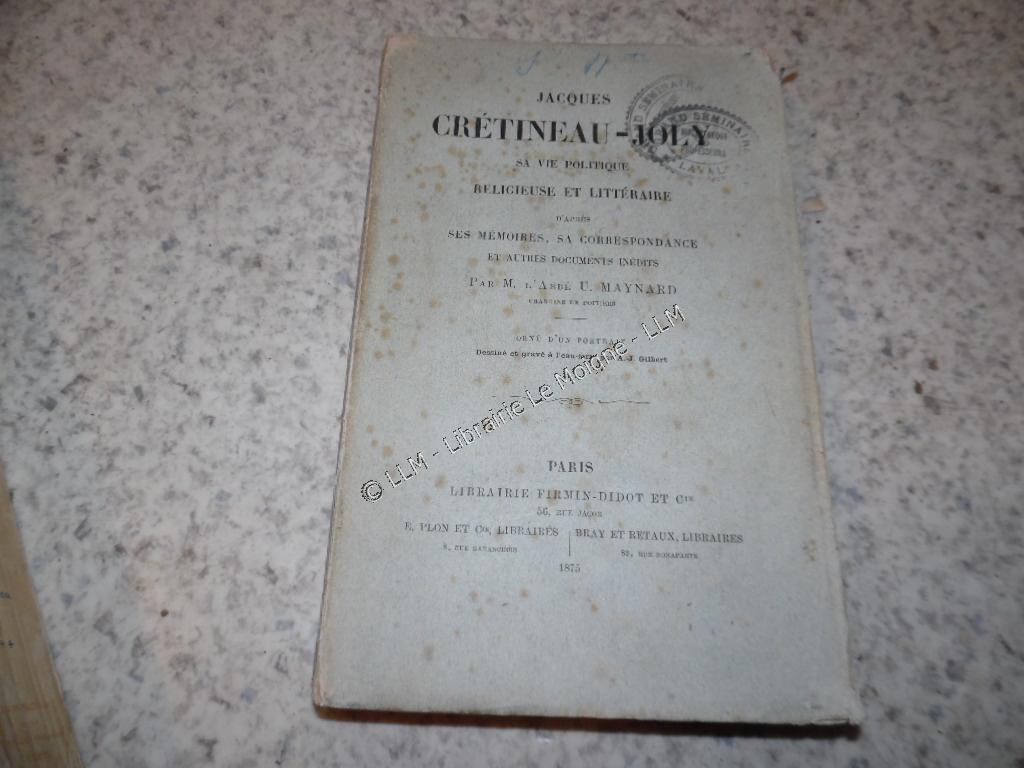 JACQUES
CRÉTINEAU-JOLY
SA VIE POLITIQUE
RELIGIEUSE ET LITTÉRAIRE
D'APRÈS
SES MÉMOIRES, SA CORRESPONDANCE
ET AUTRES DOCUMENTS INÉDITS
PAR M. L'ABBÉ U. MAYNARD
CHANOINE DE POITIERS
ORNÉ D'UN PORTRAIT
Dessiné et gravé à l'eau-forte A. J. Gilbert
PARIS
LIBRAIRIE FIRMIN-DIDOT ET Cie
56, RUE JACOB
E. PLON ET Cie, LIBRAIRES
8, RUE GARANCIÈRE
BRAY ET RETAUX, LIBRAIRES
82, RUE BONAPARTE
1875
GRAND SEMINAIRE
LAVAL
© LLM - Librairie Le Moigne - LLM